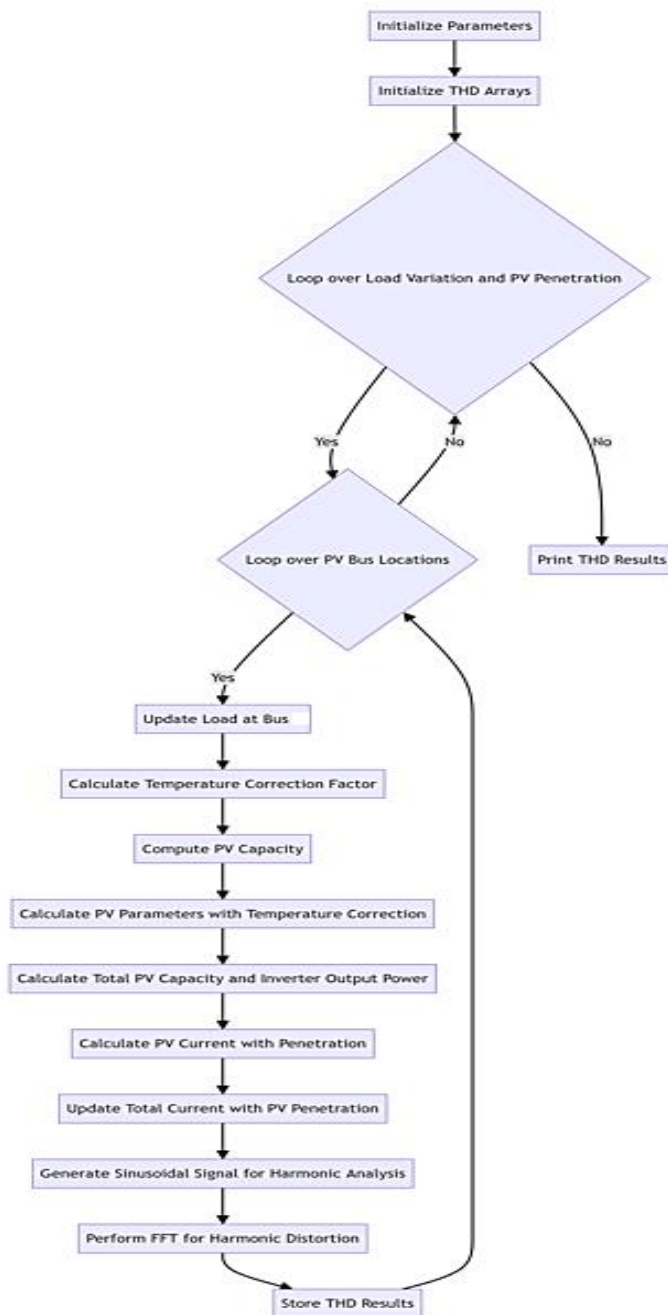 Initialize Parameters
Initialize THD Arrays
Loop over Load Variation and PV Penetration
Yes
No
No
Loop over PV Bus Locations
Print THD Results
Yes
Update Load at Bus
Calculate Temperature Correction Factor
Compute PV Capacity
Calculate PV Parameters with Temperature Correction
Calculate Total PV Capacity and Inverter Output Power
Calculate PV Current with Penetration
Update Total Current with PV Penetration
Generate Sinusoidal Signal for Harmonic Analysis
Perform FFT for Harmonic Distortion
Store THD Results